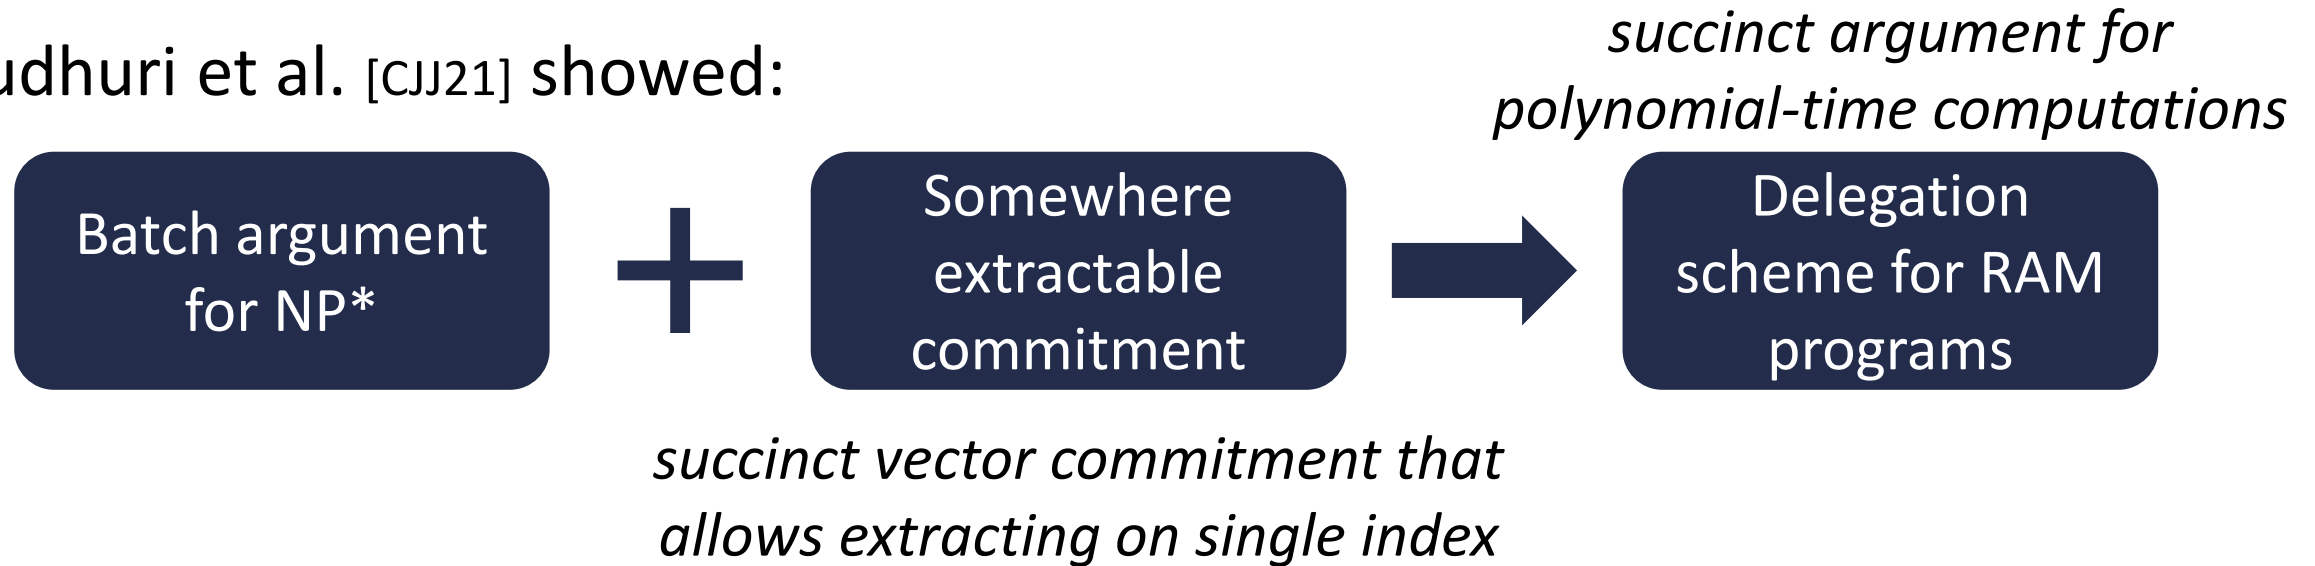 udhuri et al. [CJJ21] showed:
succinct argument for
polynomial-time computations
Batch argument
for NP*
+
Somewhere
extractable
commitment
Delegation
scheme for RAM
programs
succinct vector commitment that
allows extracting on single index